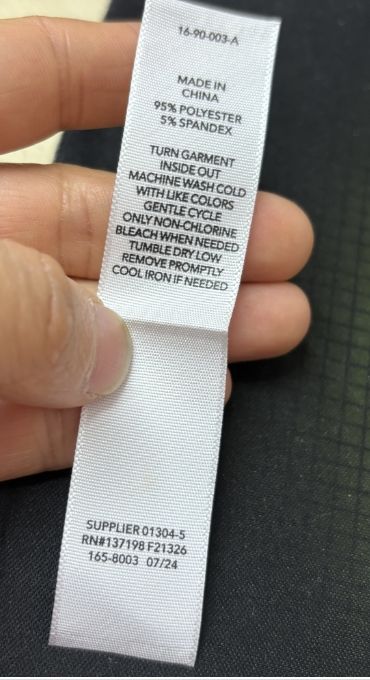 16-90-003-A
MADE IN
CHINA
95% POLYESTER
5% SPANDEX
TURN GARMENT
INSIDE OUT
MACHINE WASH COLD
WITH LIKE COLORS
GENTLE CYCLE
ONLY NON-CHLORINE
BLEACH WHEN NEEDED
TUMBLE DRY LOW
REMOVE PROMPTLY
COOL IRON IF NEEDED
SUPPLIER 01304-5
RN#137198 F21326
165-8003 07/24